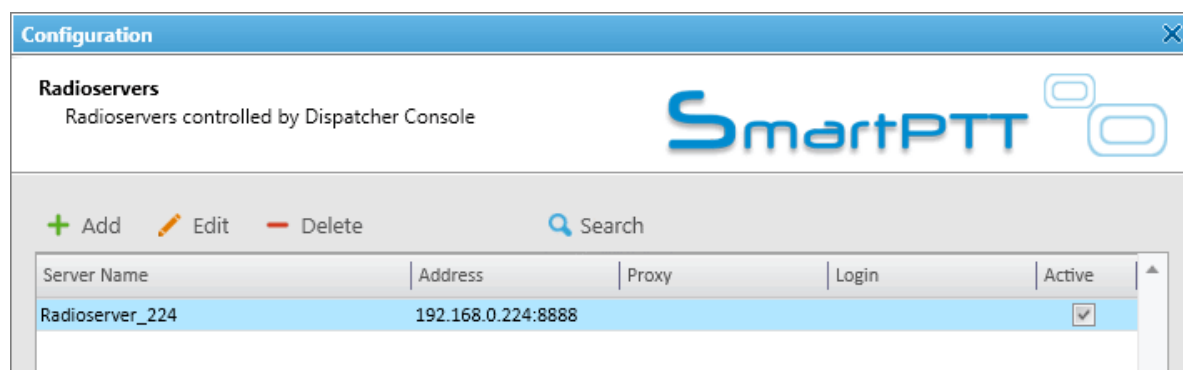 Configuration
Radioservers
Radioservers controlled by Dispatcher Console
SmartPTT
Add Edit Delete Search
Server Name Address Proxy Login Active
Radioserver_224 192.168.0.224:8888